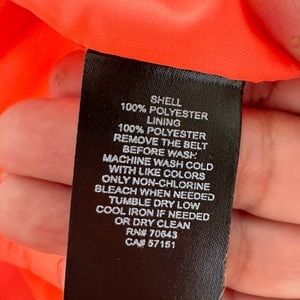 SHELL
100% POLYESTER
LINING
100% POLYESTER
REMOVE THE BELT
BEFORE WASH
MACHINE WASH COLD
WITH LIKE COLORS
ONLY NON-CHLORINE
BLEACH WHEN NEEDED
TUMBLE DRY LOW
COOL IRON IF NEEDED
OR DRY CLEAN
RN# 70643
CA# 57151